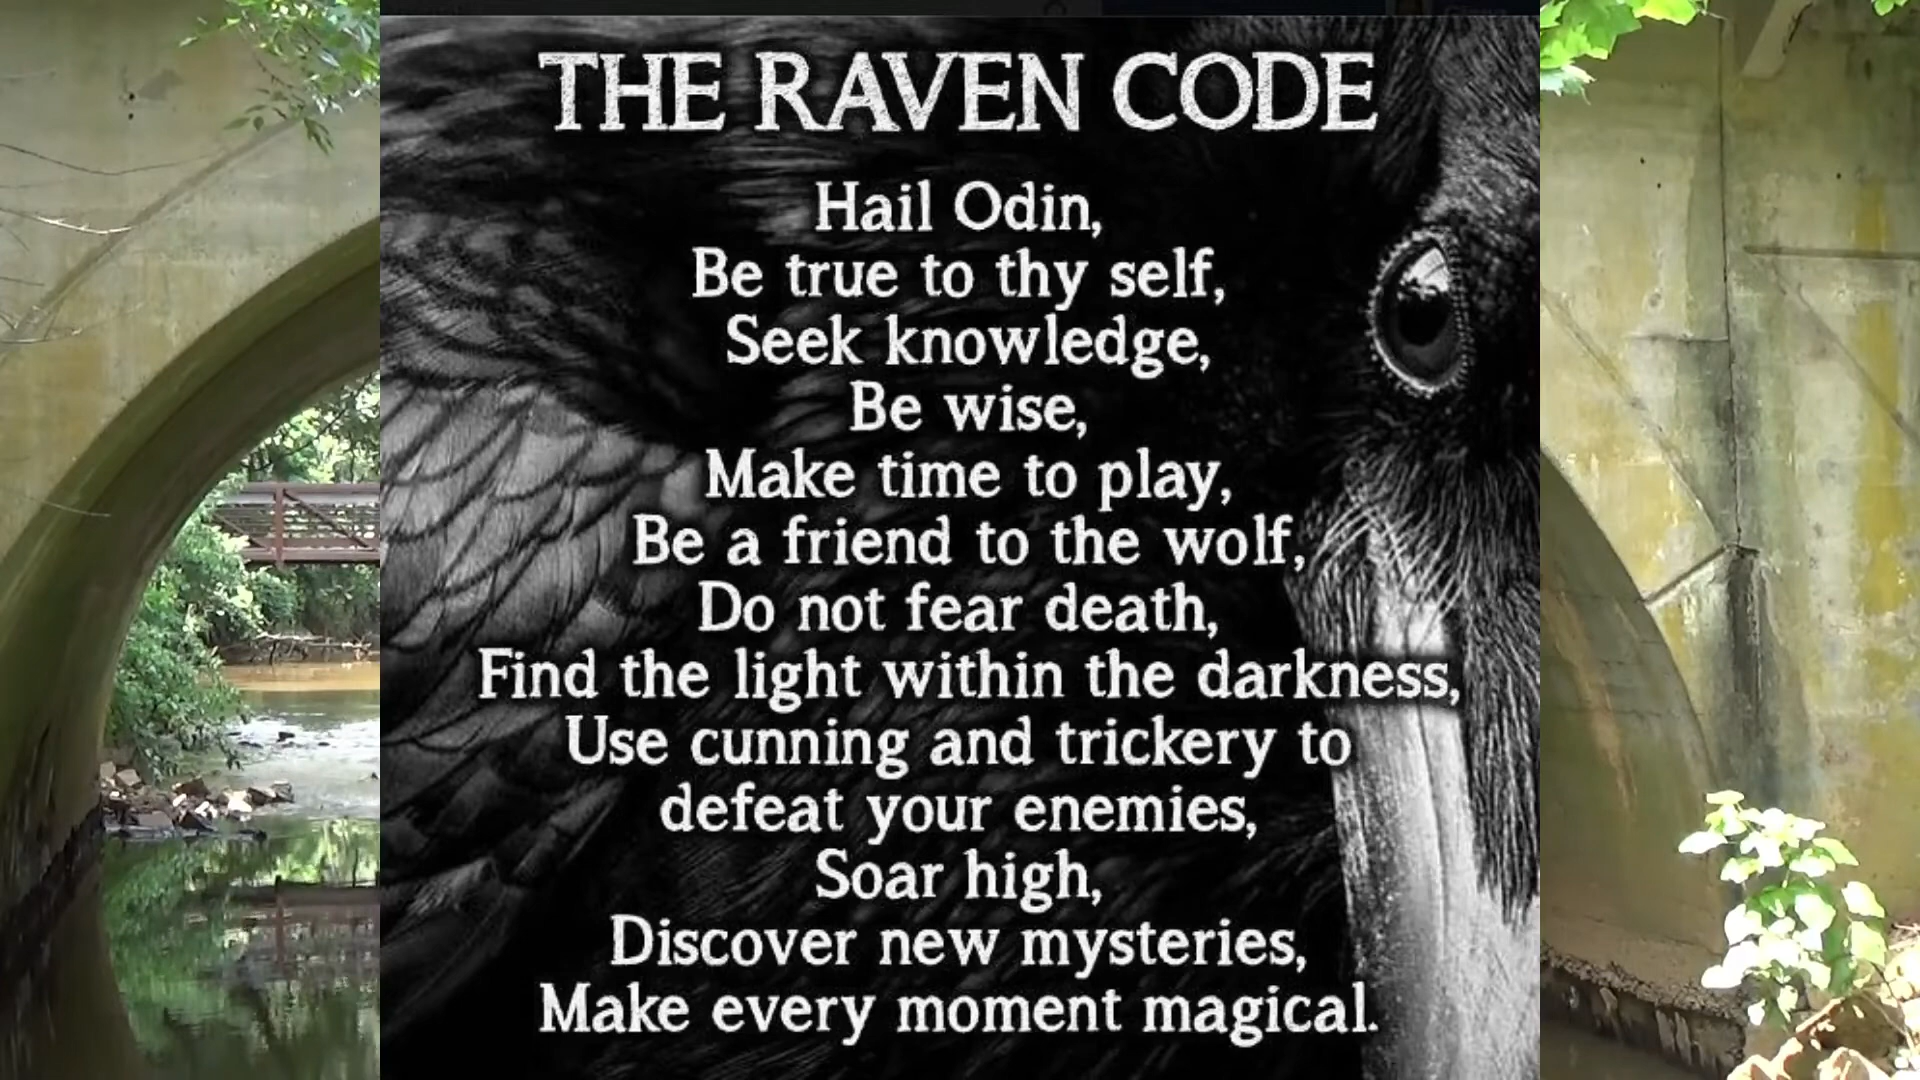 THE RAVEN CODE
Hail Odin,
Be true to thy self,
Seek knowledge,
Be wise,
Make time to play,
Be a friend to the wolf,
Do not fear death,
Find the light within the darkness,
Use cunning and trickery to
defeat your enemies,
Soar high,
Discover new mysteries,
Make every moment magical.